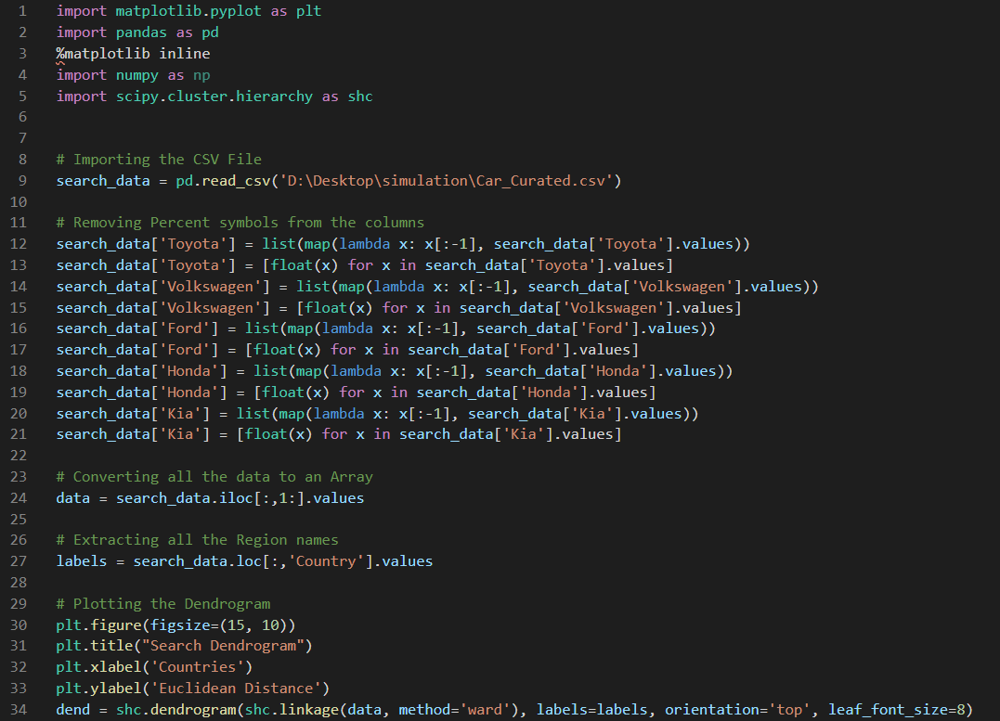 1 import matplotlib.pyplot as plt
2 import pandas as pd
3 %matplotlib inline
4 import numpy as np
5 import scipy.cluster.hierarchy as shc
6
7
8 # Importing the CSV File
9 search_data = pd.read_csv('D:\Desktop\simulation\Car_Curated.csv')
10
11 # Removing Percent symbols from the columns
12 search_data['Toyota'] = list(map(lambda x: x[:-1], search_data['Toyota'].values))
13 search_data['Toyota'] = [float(x) for x in search_data['Toyota'].values]
14 search_data['Volkswagen'] = list(map(lambda x: x[:-1], search_data['Volkswagen'].values))
15 search_data['Volkswagen'] = [float(x) for x in search_data['Volkswagen'].values]
16 search_data['Ford'] = list(map(lambda x: x[:-1], search_data['Ford'].values))
17 search_data['Ford'] = [float(x) for x in search_data['Ford'].values]
18 search_data['Honda'] = list(map(lambda x: x[:-1], search_data['Honda'].values))
19 search_data['Honda'] = [float(x) for x in search_data['Honda'].values]
20 search_data['Kia'] = list(map(lambda x: x[:-1], search_data['Kia'].values))
21 search_data['Kia'] = [float(x) for x in search_data['Kia'].values]
22
23 # Converting all the data to an Array
24 data = search_data.iloc[:,1:].values
25
26 # Extracting all the Region names
27 labels = search_data.loc[:,'Country'].values
28
29 # Plotting the Dendrogram
30 plt.figure(figsize=(15, 10))
31 plt.title("Search Dendrogram")
32 plt.xlabel('Countries')
33 plt.ylabel('Euclidean Distance')
34 dend = shc.dendrogram(shc.linkage(data, method='ward'), labels=labels, orientation='top', leaf_font_size=8)